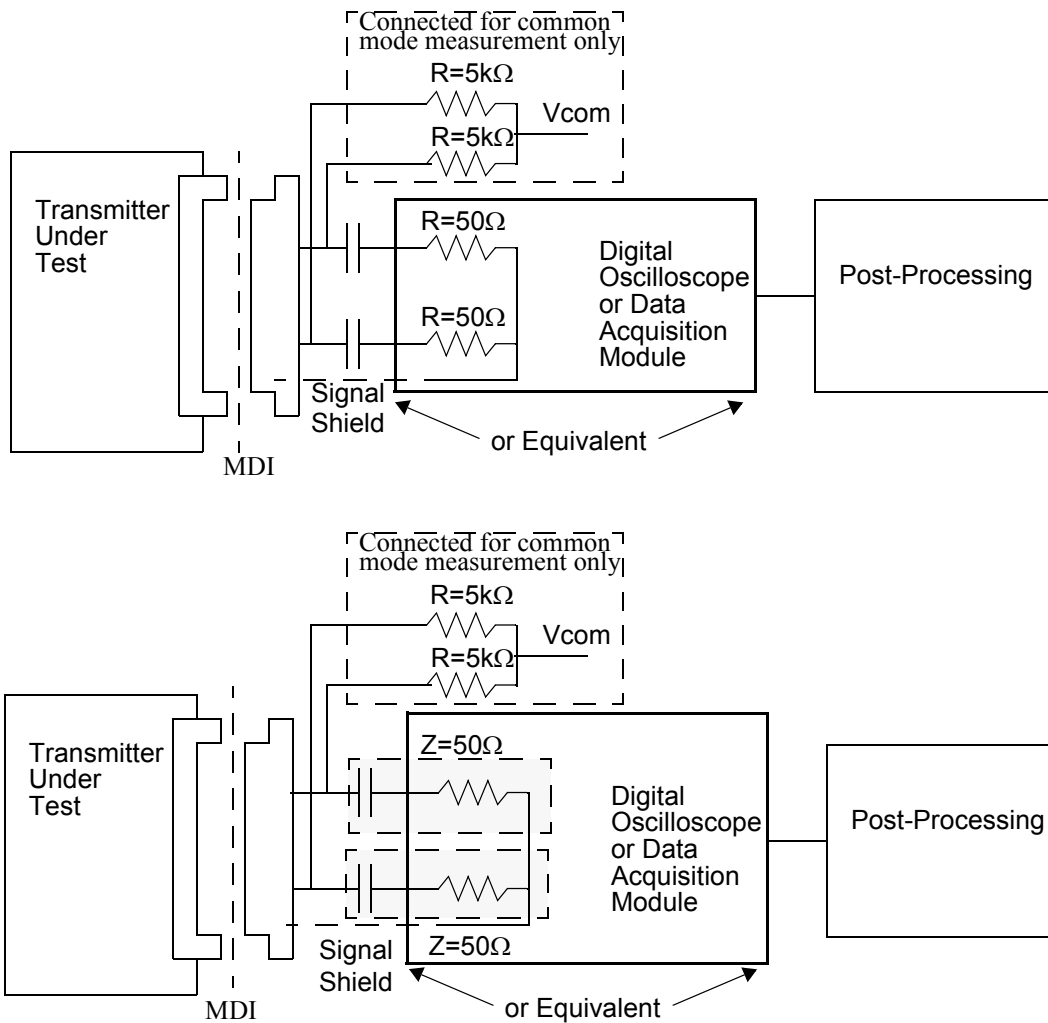 Connected for common
mode measurement only
R=5kΩ
Vcom
R=5kΩ
Transmitter
Under
Test
R=50Ω
Digital
Oscilloscope
or Data
Acquisition
Module
Post-Processing
R=50Ω
Signal
Shield
or Equivalent
MDI
Connected for common
mode measurement only
R=5kΩ
Vcom
R=5kΩ
Transmitter
Under
Test
Z=50Ω
Digital
Oscilloscope
or Data
Acquisition
Module
Post-Processing
Signal
Shield
Z=50Ω
or Equivalent
MDI